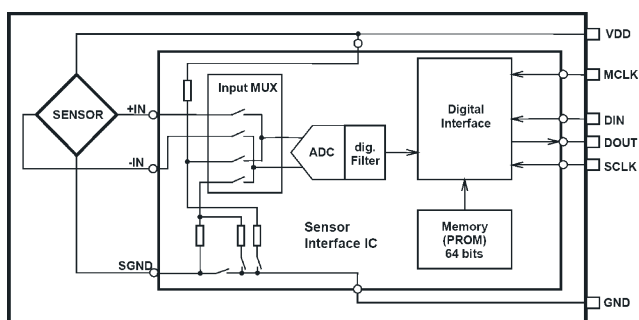 VDD
MCLK
Input MUX
SENSOR
+IN
Digital
Interface
DIN
DOUT
ADC
dig.
Filter
-IN
SCLK
Sensor
Interface IC
Memory
(PROM)
64 bits
SGND
GND